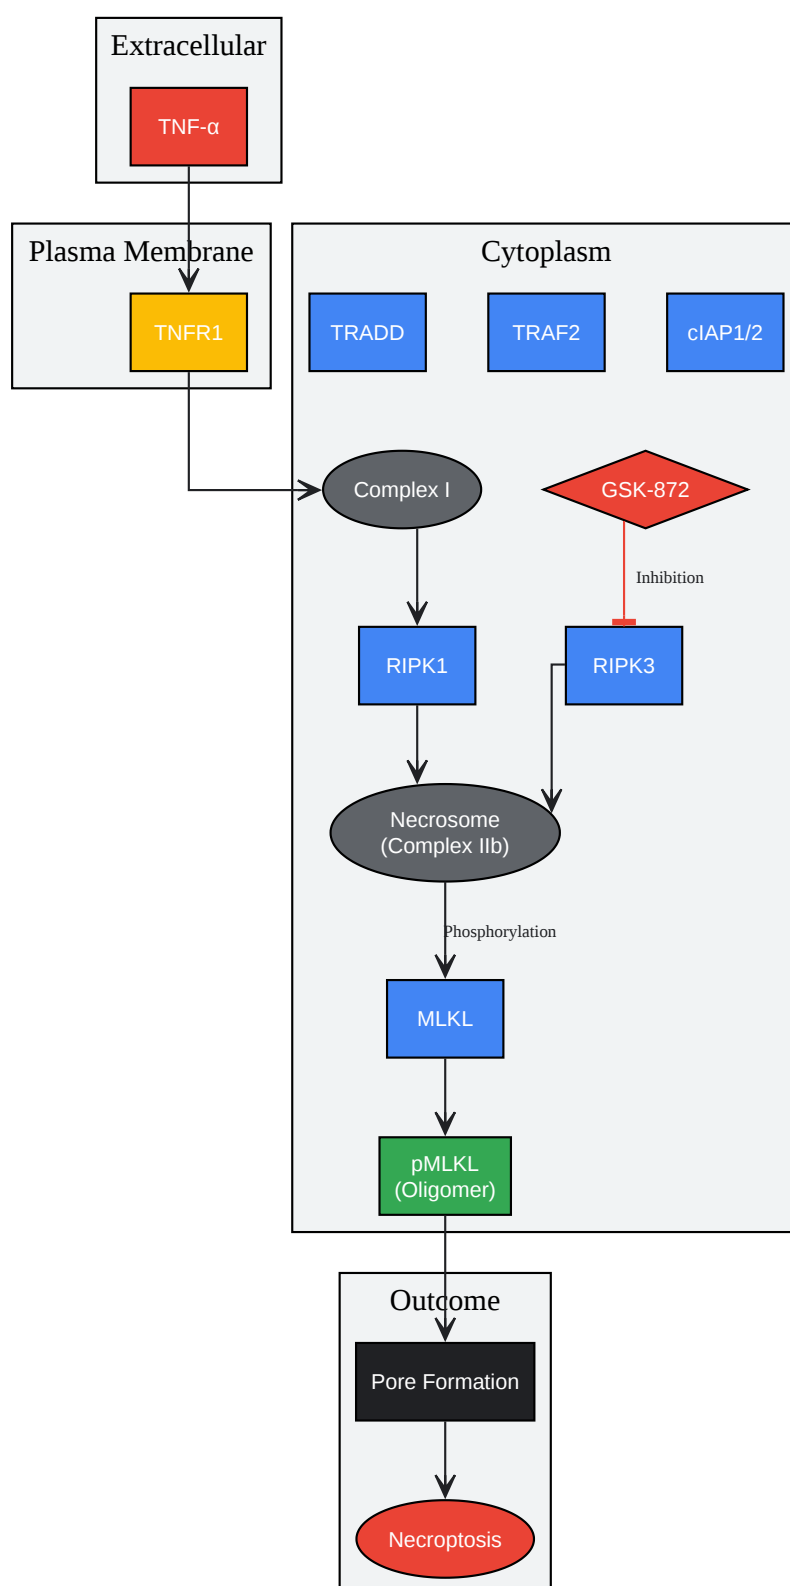 Extracellular
TNF-α
Plasma Membrane
Cytoplasm
TNFR1
TRADD
TRAF2
cIAP1/2
Complex I
GSK-872
Inhibition
RIPK1
RIPK3
Necrosome
(Complex IIb)
Phosphorylation
MLKL
pMLKL
(Oligomer)
Outcome
Pore Formation
Necroptosis